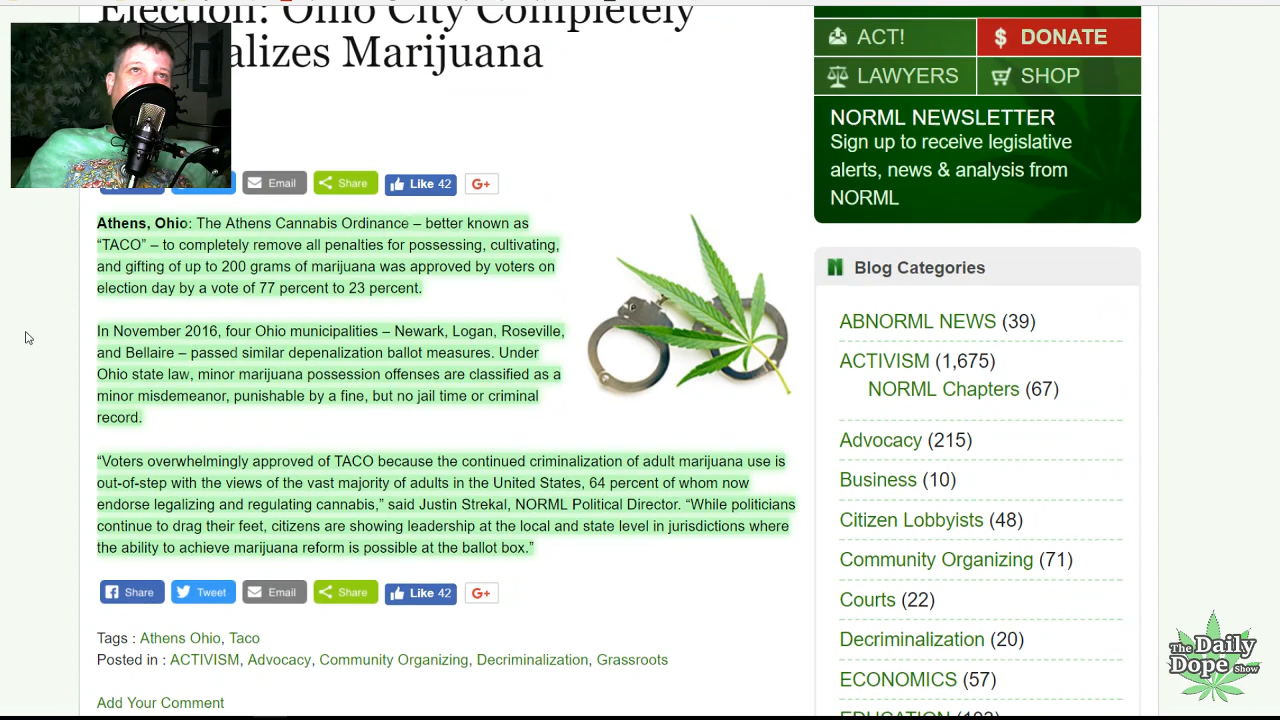 Election: Ohio City Completely
alizes Marijuana
ACT!
$ DONATE
LAWYERS
SHOP
NORML NEWSLETTER
Sign up to receive legislative
alerts, news & analysis from
NORML
Email
Share
Like 42
G+
Athens, Ohio: The Athens Cannabis Ordinance – better known as
“TACO” – to completely remove all penalties for possessing, cultivating,
and gifting of up to 200 grams of marijuana was approved by voters on
election day by a vote of 77 percent to 23 percent.
In November 2016, four Ohio municipalities – Newark, Logan, Roseville,
and Bellaire – passed similar depenalization ballot measures. Under
Ohio state law, minor marijuana possession offenses are classified as a
minor misdemeanor, punishable by a fine, but no jail time or criminal
record.
“Voters overwhelmingly approved of TACO because the continued criminalization of adult marijuana use is
out-of-step with the views of the vast majority of adults in the United States, 64 percent of whom now
endorse legalizing and regulating cannabis,” said Justin Strekal, NORML Political Director. “While politicians
continue to drag their feet, citizens are showing leadership at the local and state level in jurisdictions where
the ability to achieve marijuana reform is possible at the ballot box.”
Share
Tweet
Email
Share
Like 42
G+
Tags : Athens Ohio, Taco
Posted in : ACTIVISM, Advocacy, Community Organizing, Decriminalization, Grassroots
Add Your Comment
N Blog Categories
ABNORML NEWS (39)
ACTIVISM (1,675)
NORML Chapters (67)
Advocacy (215)
Business (10)
Citizen Lobbyists (48)
Community Organizing (71)
Courts (22)
Decriminalization (20)
ECONOMICS (57)
The Daily
Dope Show